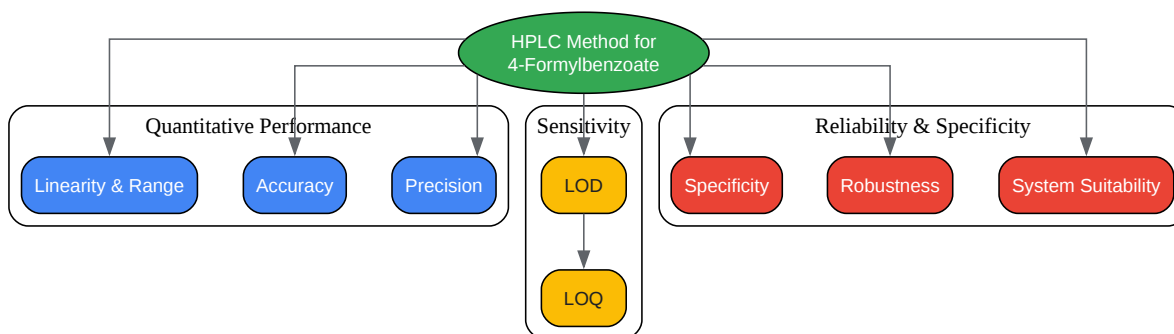 HPLC Method for
4-Formylbenzoate
Quantitative Performance
Sensitivity
Reliability & Specificity
Linearity & Range
Accuracy
Precision
LOD
Specificity
Robustness
System Suitability
LOQ